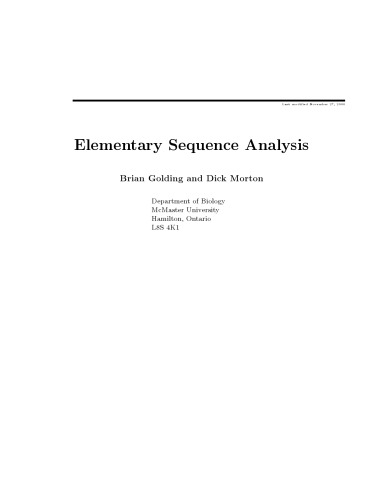 Last modified November 27, 2000
Elementary Sequence Analysis
Brian Golding and Dick Morton
Department of Biology
McMaster University
Hamilton, Ontario
L8S 4K1